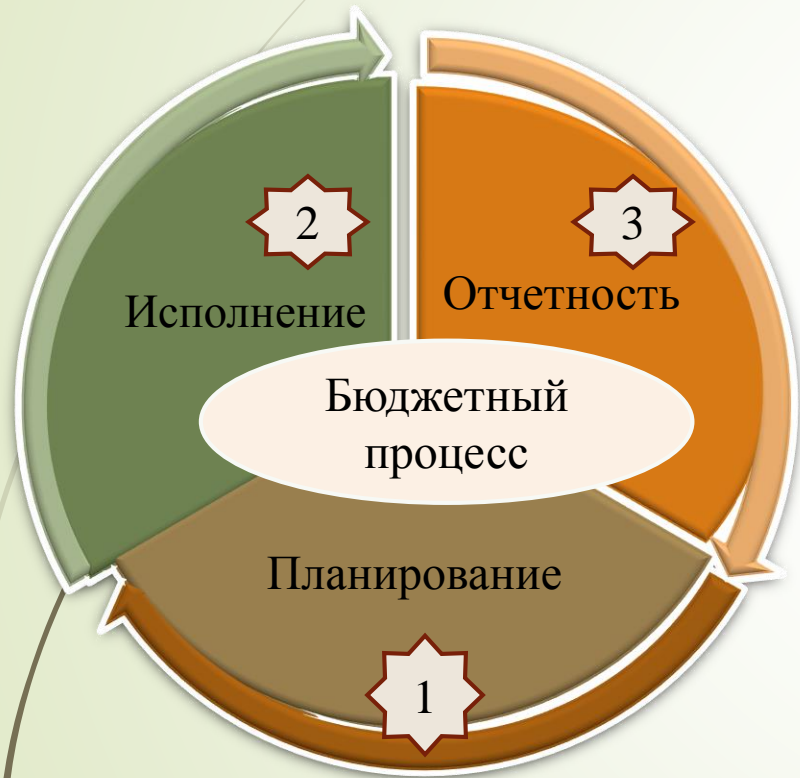 2
Исполнение
3
Отчетность
Бюджетный
процесс
Планирование
1